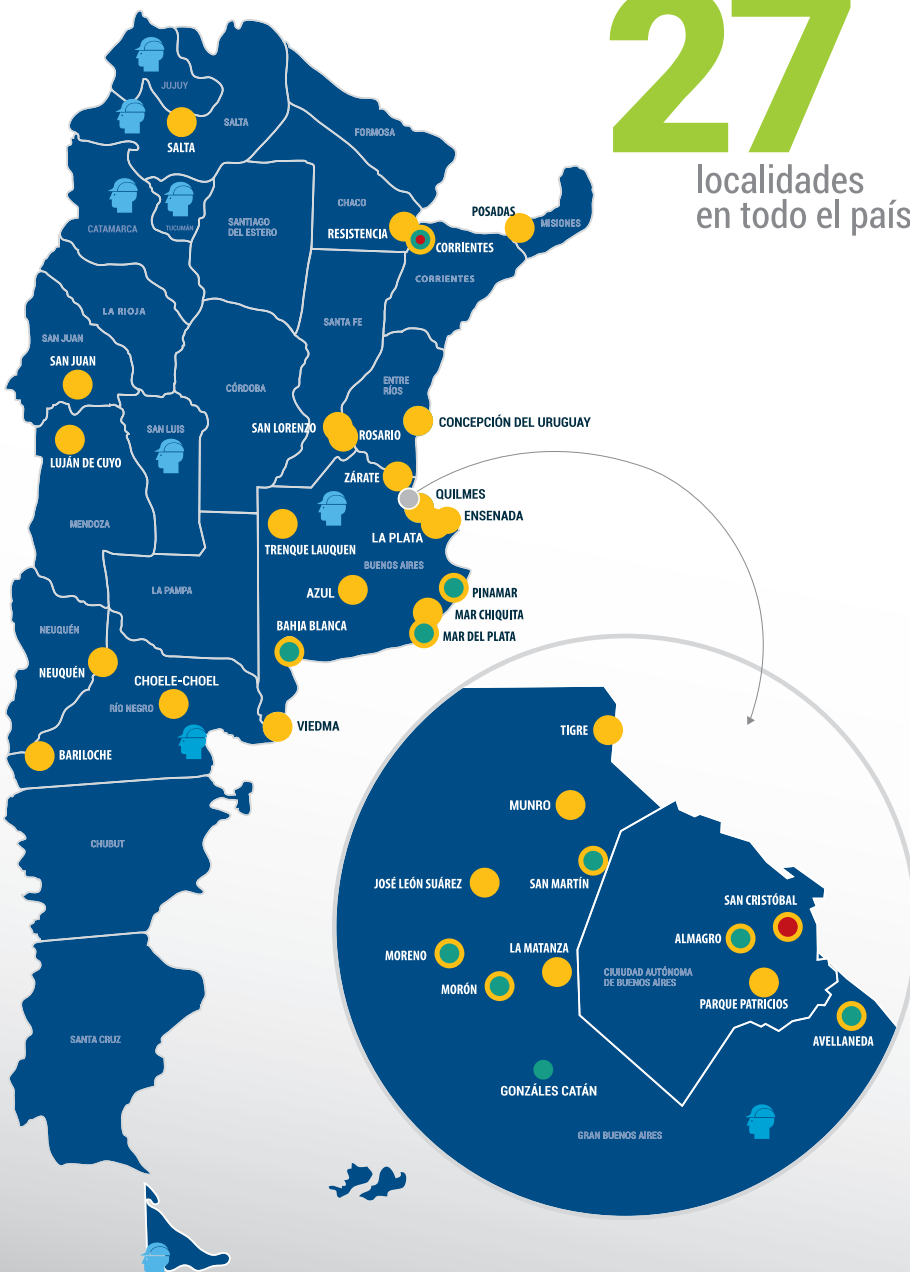 27
localidades
en todo el país
JUJUY
SALTA
SALTA
FORMOSA
CHACO
POSADAS
MISIONES
CATAMARCA
TUCUMÁN
SANTIAGO
DEL ESTERO
RESISTENCIA
CORRIENTES
CORRIENTES
LA RIOJA
SANTA FE
SAN JUAN
SAN JUAN
CÓRDOBA
ENTRE
RÍOS
SAN LUIS
SAN LORENZO
ROSARIO
CONCEPCIÓN DEL URUGUAY
LUJÁN DE CUYO
ZÁRATE
QUILMES
ENSENADA
MENDOZA
LA PLATA
TRENQUE LAUQUEN
BUENOS AIRES
LA PAMPA
AZUL
PINAMAR
MAR CHIQUITA
BAHIA BLANCA
MAR DEL PLATA
NEUQUÉN
NEUQUÉN
CHOELE-CHOEL
RÍO NEGRO
VIEDMA
BARILOCHE
TIGRE
MUNRO
CHUBUT
JOSÉ LEÓN SUÁREZ
SAN MARTÍN
SAN CRISTÓBAL
ALMAGRO
MORENO
LA MATANZA
MORÓN
CIUIUDAD AUTÓNOMA
DE BUENOS AÍRES
PARQUE PATRICIOS
SANTA CRUZ
AVELLANEDA
GONZÁLES CATÁN
GRAN BUENOS AIRES